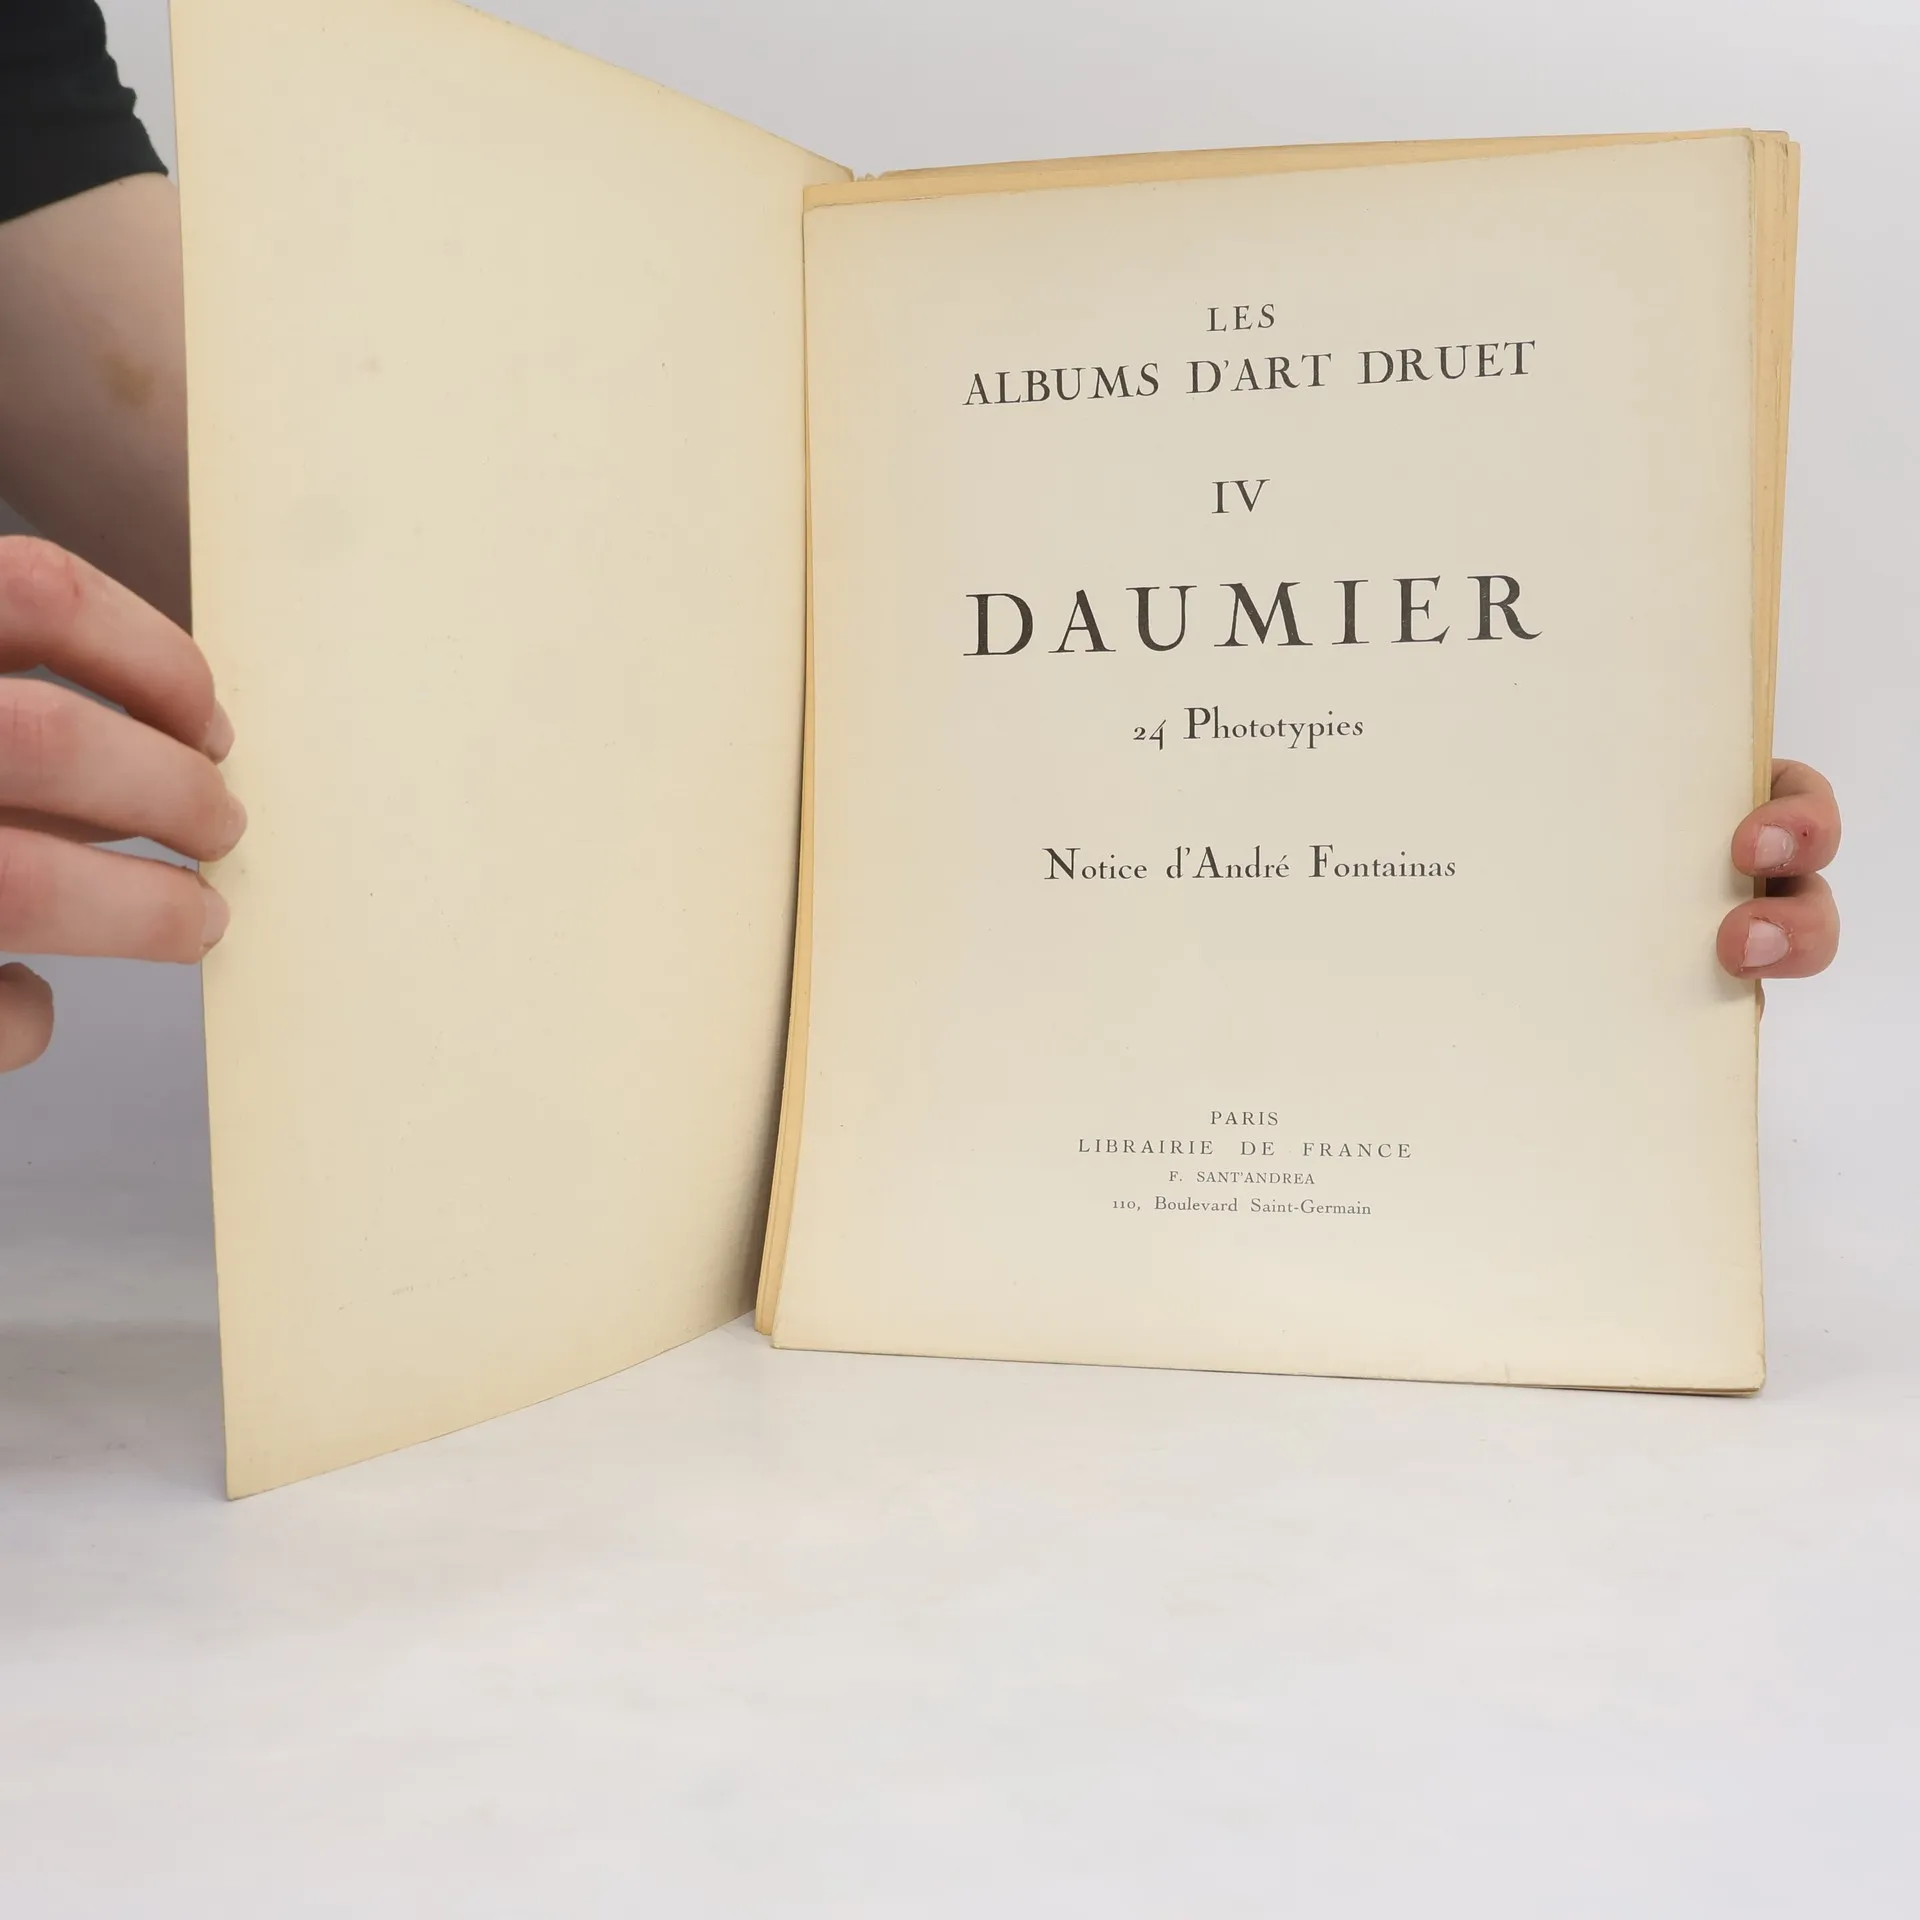 LES
ALBUMS D'ART DRUET
IV
DAUMIER
24 Phototypies
Notice d'André Fontainas
PARIS
LIBRAIRIE DE FRANCE
F. SANT'ANDREA
110, Boulevard Saint-Germain